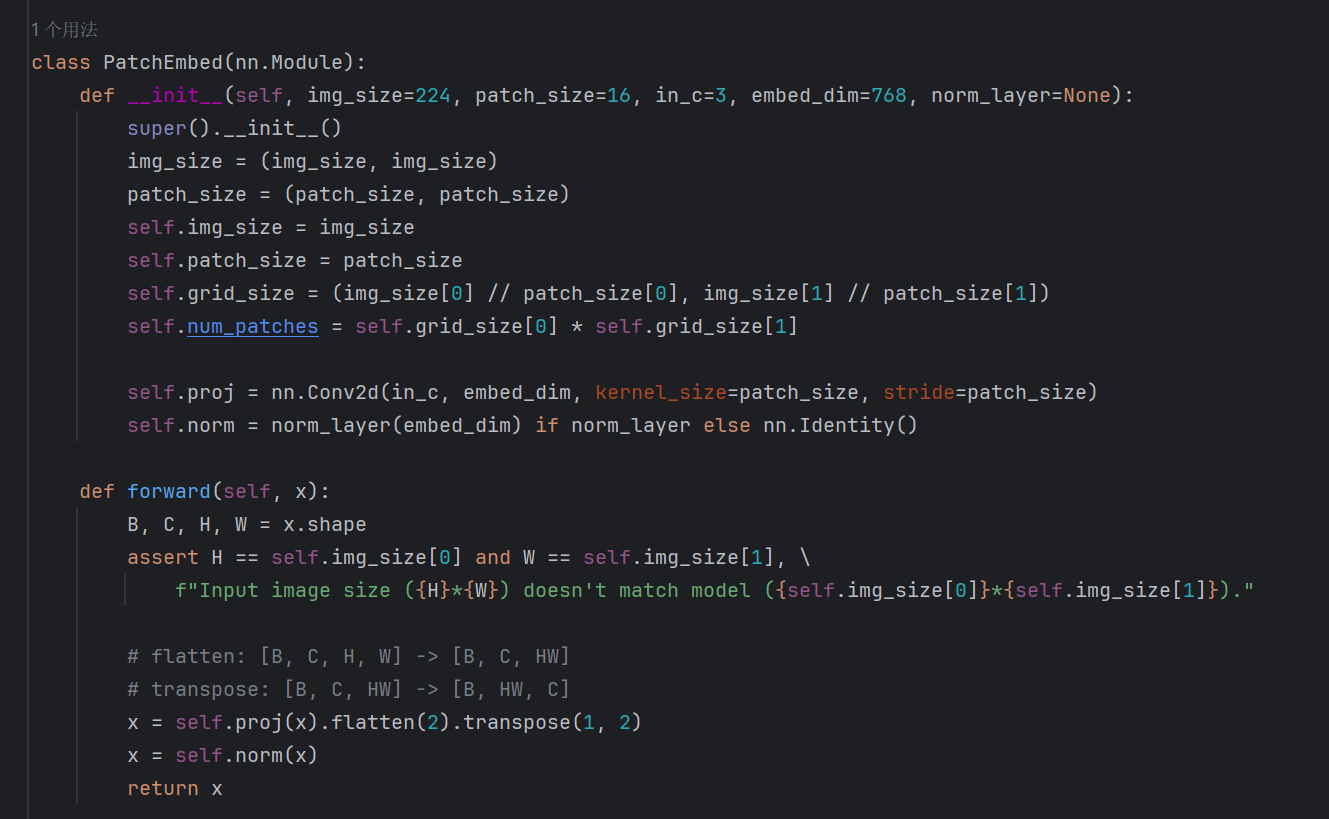 1 个用法
class PatchEmbed(nn.Module):
    def __init__(self, img_size=224, patch_size=16, in_c=3, embed_dim=768, norm_layer=None):
        super().__init__()
        img_size = (img_size, img_size)
        patch_size = (patch_size, patch_size)
        self.img_size = img_size
        self.patch_size = patch_size
        self.grid_size = (img_size[0] // patch_size[0], img_size[1] // patch_size[1])
        self.num_patches = self.grid_size[0] * self.grid_size[1]

        self.proj = nn.Conv2d(in_c, embed_dim, kernel_size=patch_size, stride=patch_size)
        self.norm = norm_layer(embed_dim) if norm_layer else nn.Identity()

    def forward(self, x):
        B, C, H, W = x.shape
        assert H == self.img_size[0] and W == self.img_size[1], \
            f"Input image size ({H}*{W}) doesn't match model ({self.img_size[0]}*{self.img_size[1]})."

        # flatten: [B, C, H, W] -> [B, C, HW]
        # transpose: [B, C, HW] -> [B, HW, C]
        x = self.proj(x).flatten(2).transpose(1, 2)
        x = self.norm(x)
        return x